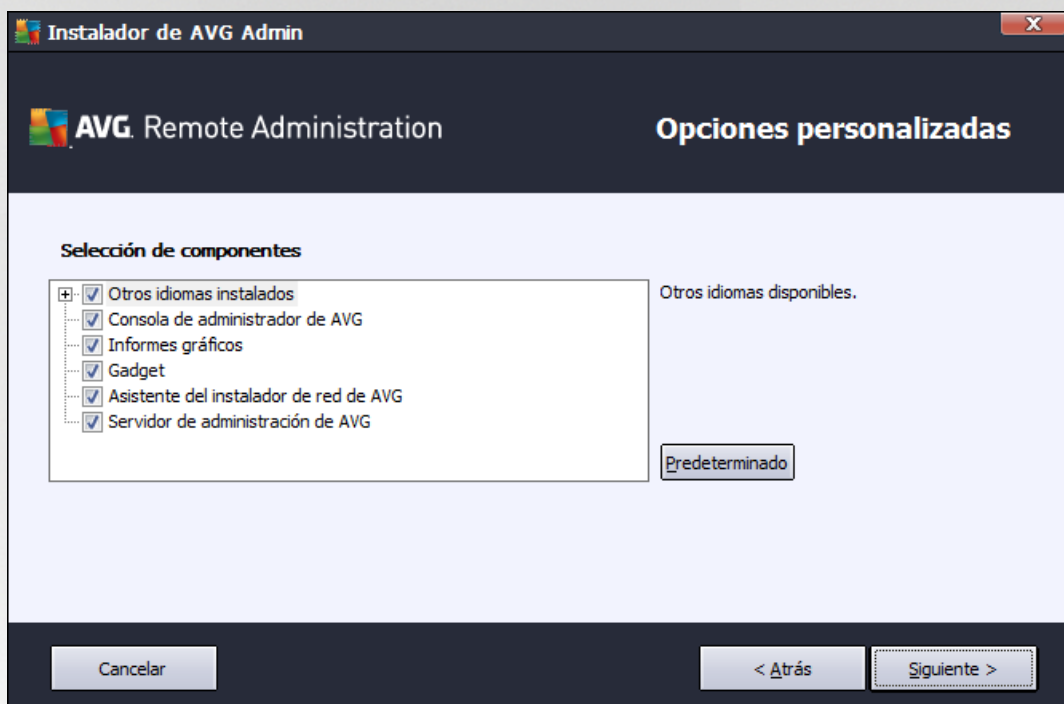 Instalador de AVG Admin
AVG. Remote Administration
Opciones personalizadas
Selección de componentes
Otros idiomas instalados
Consola de administrador de AVG
Informes gráficos
Gadget
Asistente del instalador de red de AVG
Servidor de administración de AVG
Otros idiomas disponibles.
Predeterminado
Cancelar
< Atrás
Siguiente >